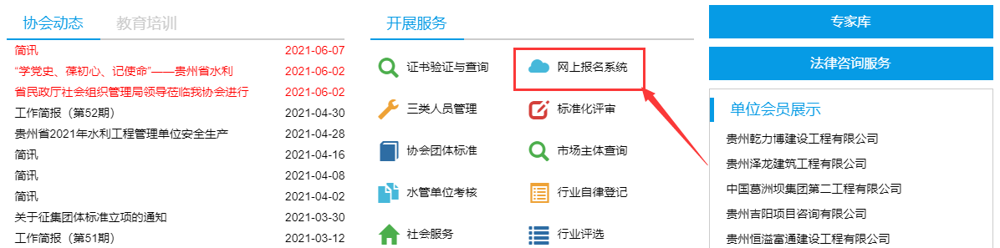 协会动态
教育培训
简讯 2021-06-07
“学党史、葆初心、记使命”——贵州省水利 2021-06-02
省民政厅社会组织管理局领导莅临我协会进行 2021-06-02
工作简报（第52期） 2021-04-30
贵州省2021年水利工程管理单位安全生产 2021-04-28
简讯 2021-04-16
简讯 2021-04-08
简讯 2021-04-02
关于征集团体标准立项的通知 2021-03-30
工作简报（第51期） 2021-03-12
开展服务
证书验证与查询
网上报名系统
三类人员管理
标准化评审
协会团体标准
市场主体查询
水管单位考核
行业自律登记
社会服务
行业评选
专家库
法律咨询服务
单位会员展示
贵州乾力博建设工程有限公司
贵州泽龙建筑工程有限公司
中国葛洲坝集团第二工程有限公司
贵州吉阳项目咨询有限公司
贵州恒溢富通建设工程有限公司